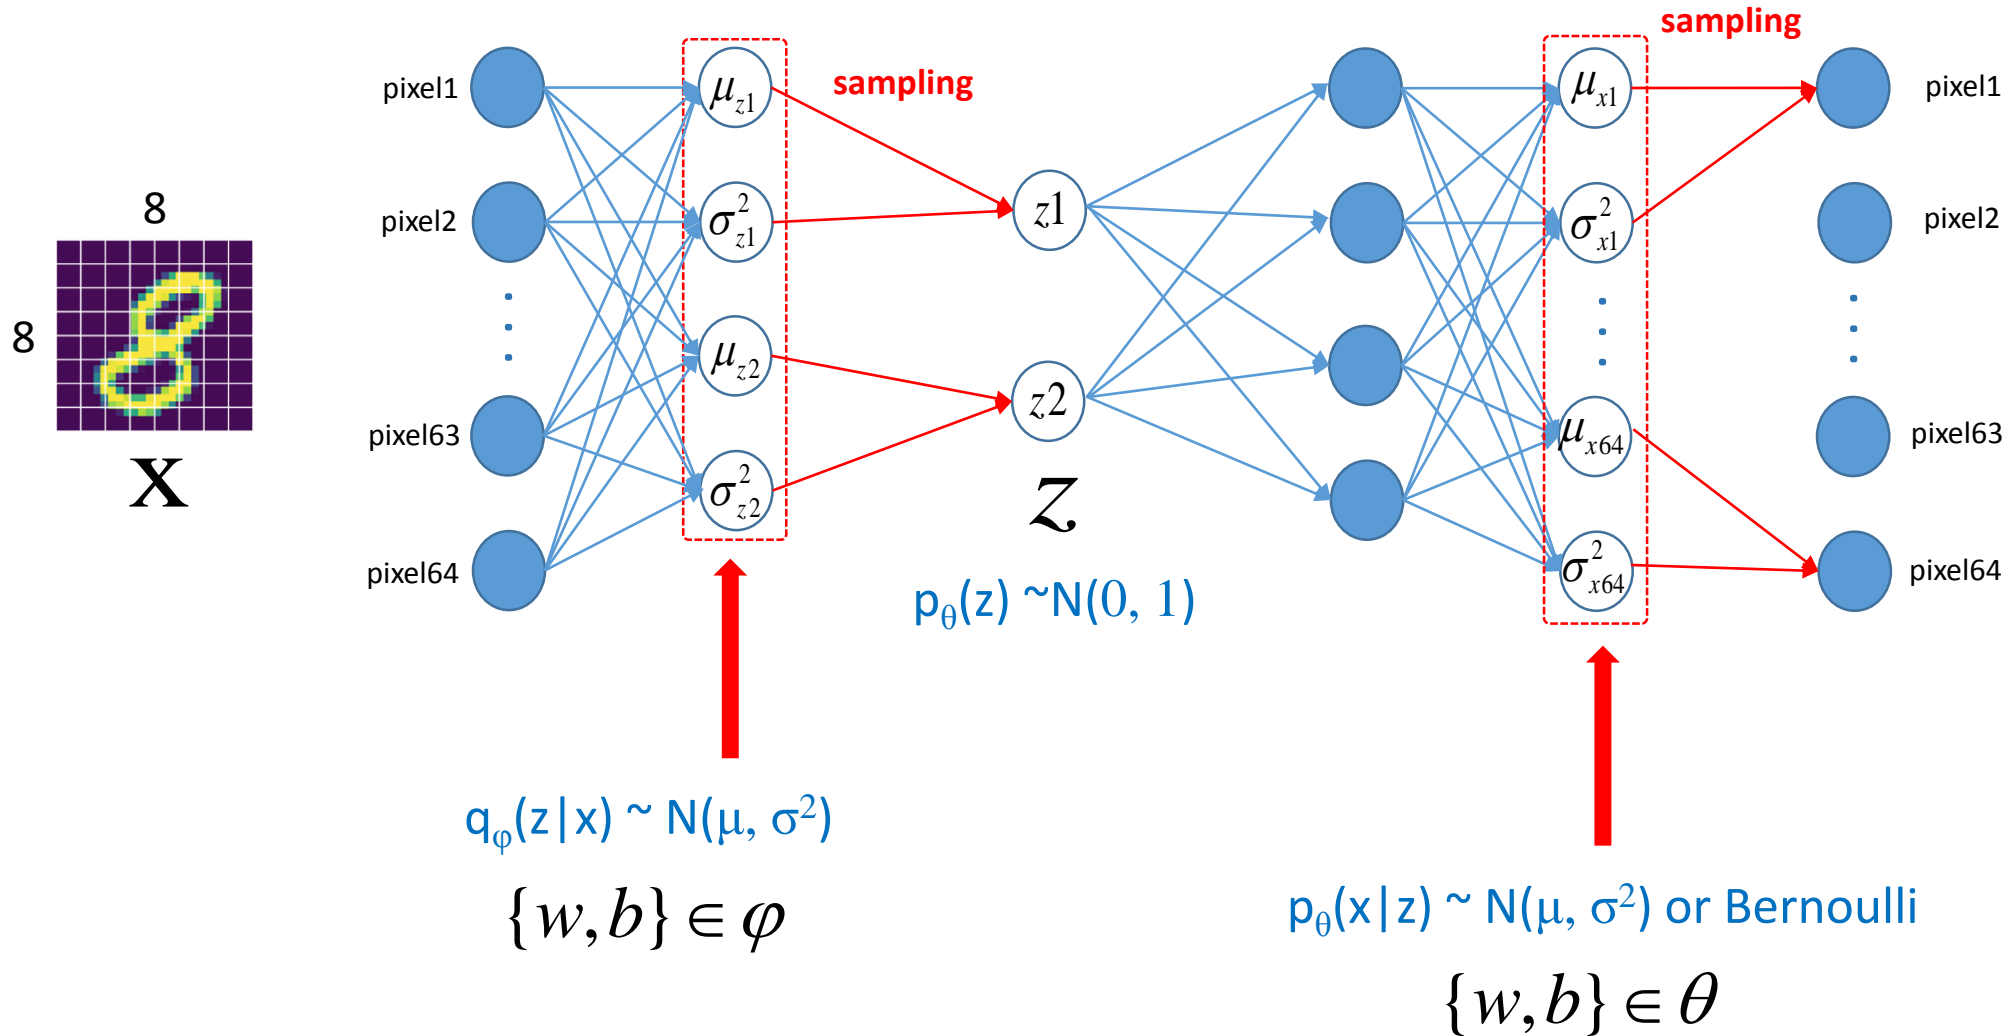 8
8
X
pixel1
pixel2
pixel63
pixel64
μz1
σ²z1
μz2
σ²z2
sampling
z1
z2
z
pθ(z) ~N(0, 1)
μx1
σ²x1
μx64
σ²x64
sampling
pixel1
pixel2
pixel63
pixel64
qφ(z|x) ~ N(μ, σ²)
{w, b} ∈ φ
pθ(x|z) ~ N(μ, σ²) or Bernoulli
{w, b} ∈ θ